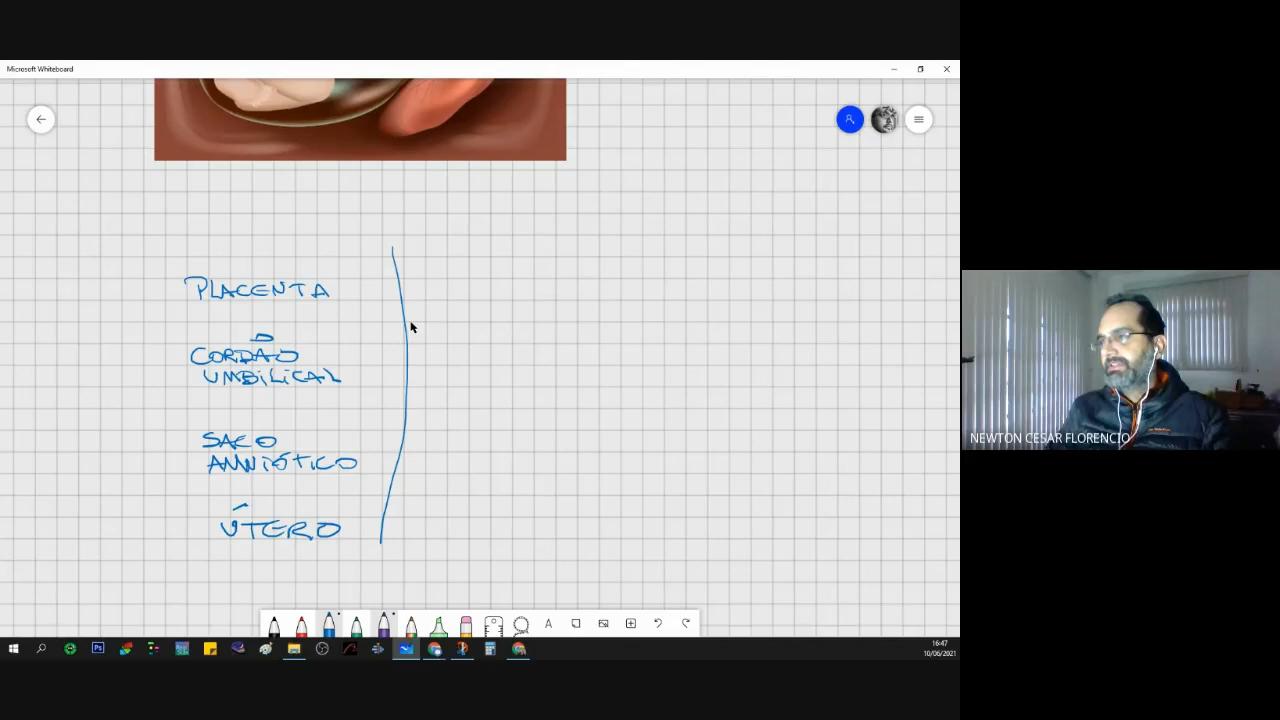 Microsoft Whiteboard
PLACENTA
CORDÃO
UMBILICAL
SACO
AMNIÓTICO
ÚTERO
NEWTON CESAR FLORENCIO
16:47
10/06/2021